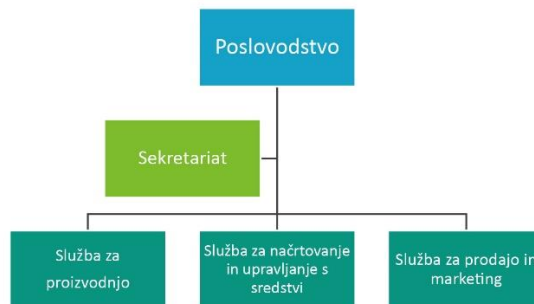 Poslovodstvo
Sekretariat
Služba za
proizvodnjo
Služba za načrtovanje
in upravljanje s
sredstvi
Služba za prodajo in
marketing